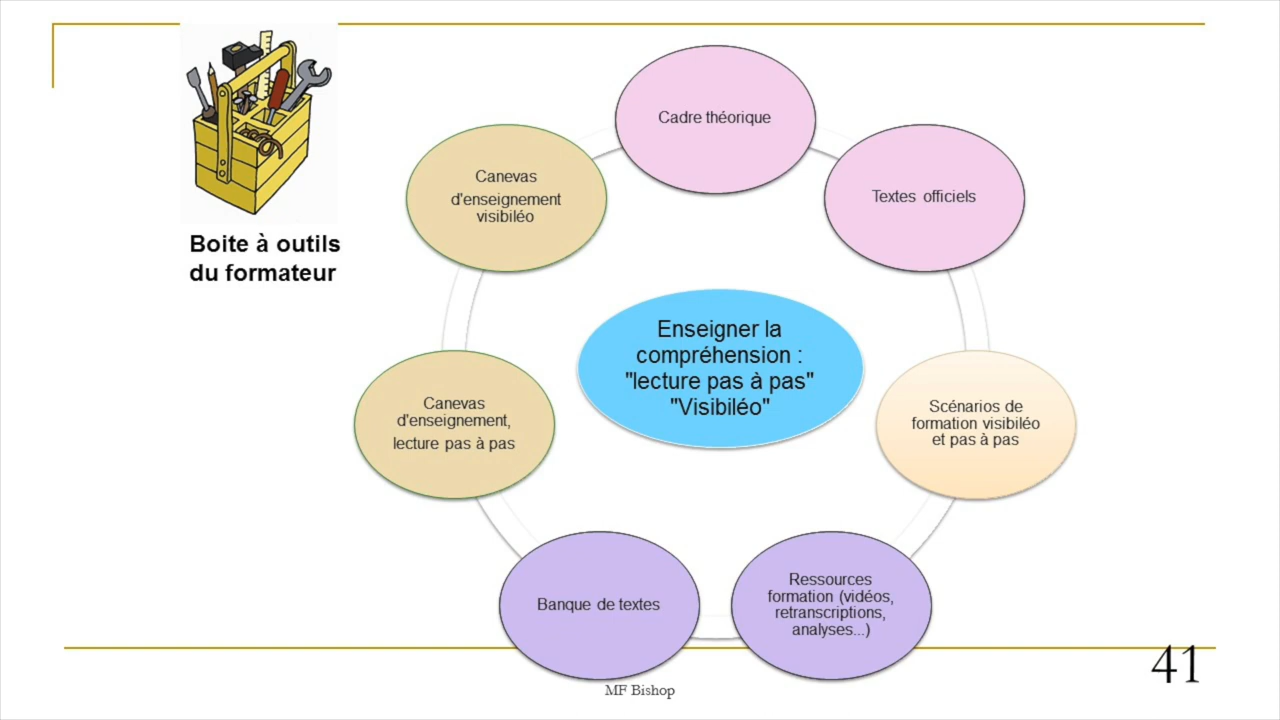 Boite à outils
du formateur
Cadre théorique
Textes officiels
Scénarios de
formation visibiléo
et pas à pas
Ressources
formation (vidéos,
retranscriptions,
analyses...)
Banque de textes
Canevas
d'enseignement,
lecture pas à pas
Canevas
d'enseignement
visibiléo
Enseigner la
compréhension :
"lecture pas à pas"
"Visibiléo"
MF Bishop
41